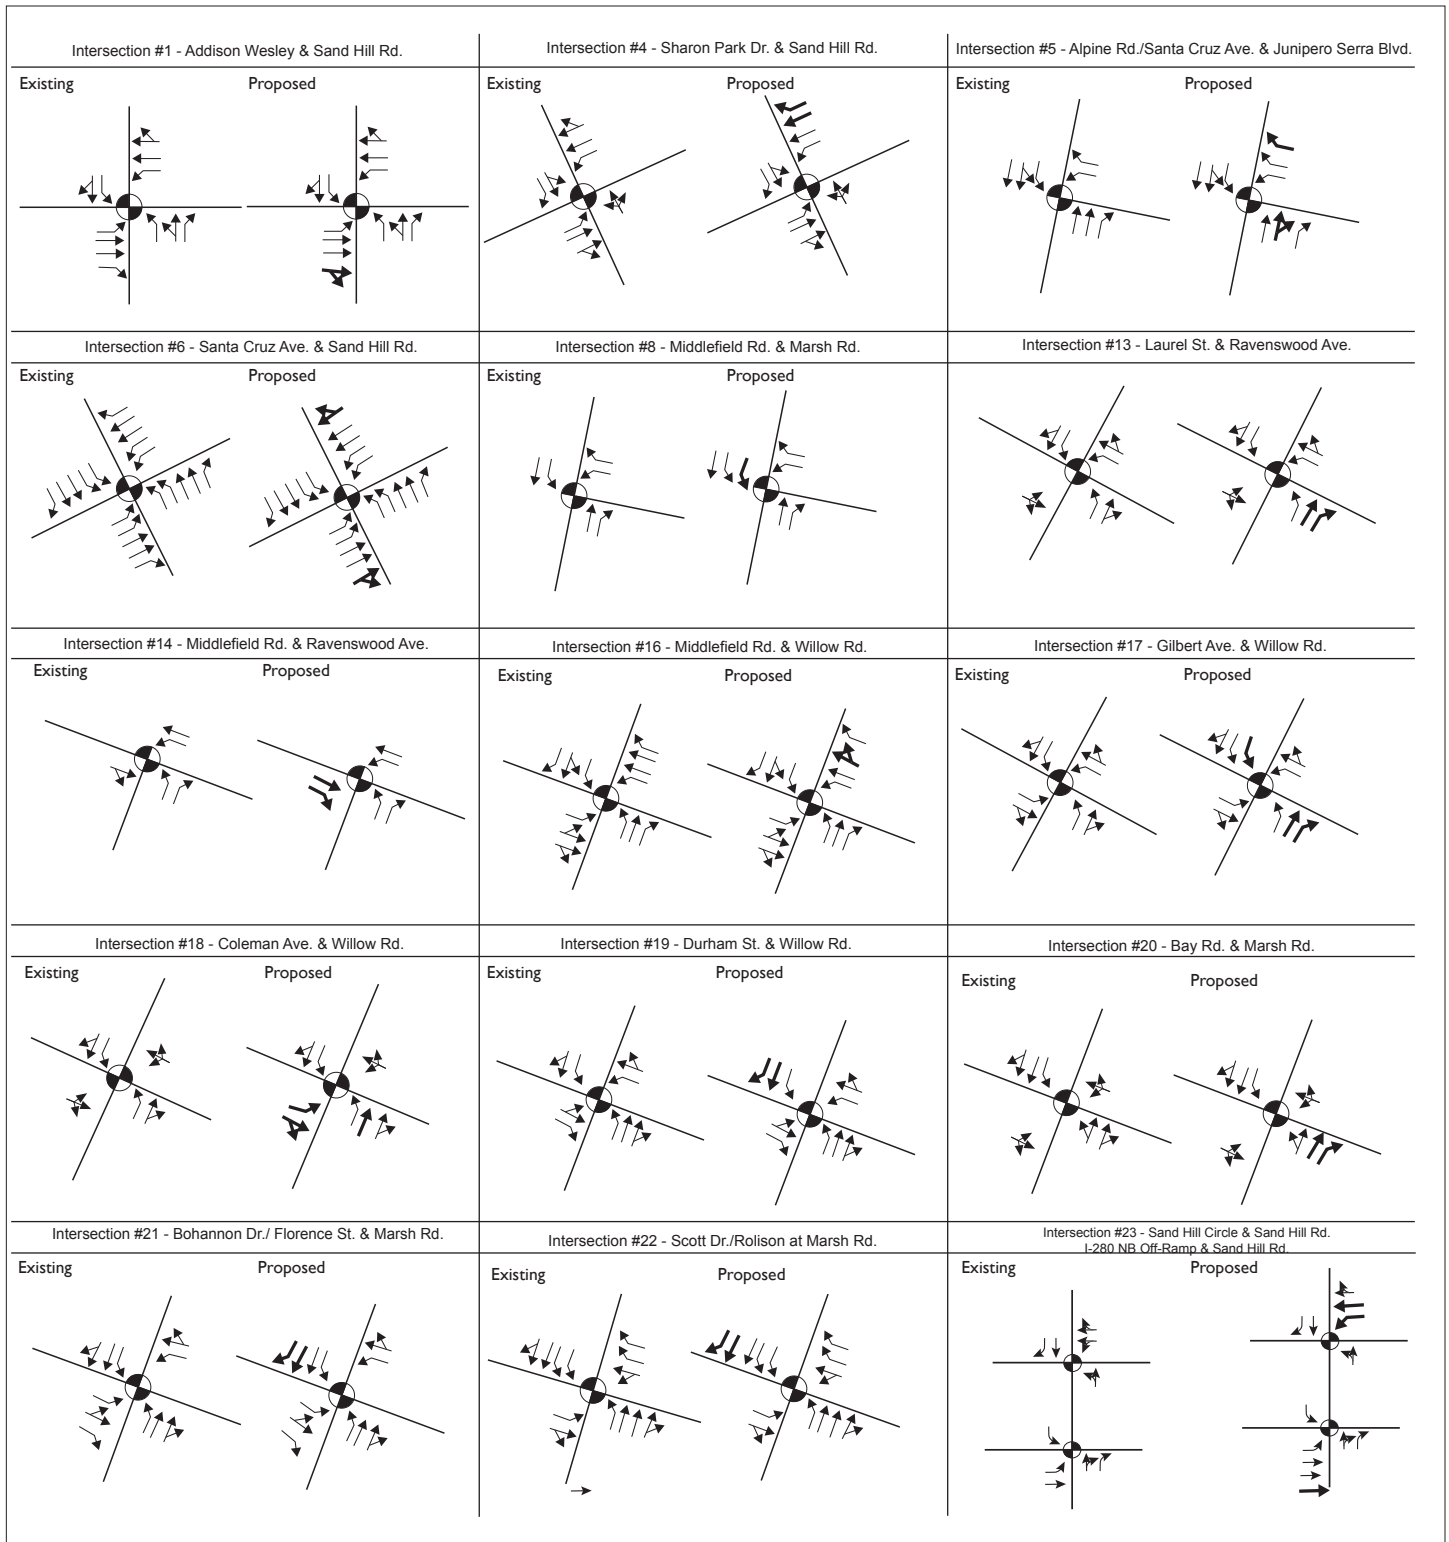 Intersection #1 - Addison Wesley & Sand Hill Rd.
Existing
Proposed
Intersection #4 - Sharon Park Dr. & Sand Hill Rd.
Existing
Proposed
Intersection #5 - Alpine Rd./Santa Cruz Ave. & Junipero Serra Blvd.
Existing
Proposed
Intersection #6 - Santa Cruz Ave. & Sand Hill Rd.
Existing
Proposed
Intersection #8 - Middlefield Rd. & Marsh Rd.
Existing
Proposed
Intersection #13 - Laurel St. & Ravenswood Ave.
Intersection #14 - Middlefield Rd. & Ravenswood Ave.
Existing
Proposed
Intersection #16 - Middlefield Rd. & Willow Rd.
Existing
Proposed
Intersection #17 - Gilbert Ave. & Willow Rd.
Existing
Proposed
Intersection #18 - Coleman Ave. & Willow Rd.
Existing
Proposed
Intersection #19 - Durham St. & Willow Rd.
Existing
Proposed
Intersection #20 - Bay Rd. & Marsh Rd.
Existing
Proposed
Intersection #21 - Bohannon Dr./ Florence St. & Marsh Rd.
Existing
Proposed
Intersection #22 - Scott Dr./Rolison at Marsh Rd.
Existing
Proposed
Intersection #23 - Sand Hill Circle & Sand Hill Rd.
I-280 NB Off-Ramp & Sand Hill Rd.
Existing
Proposed